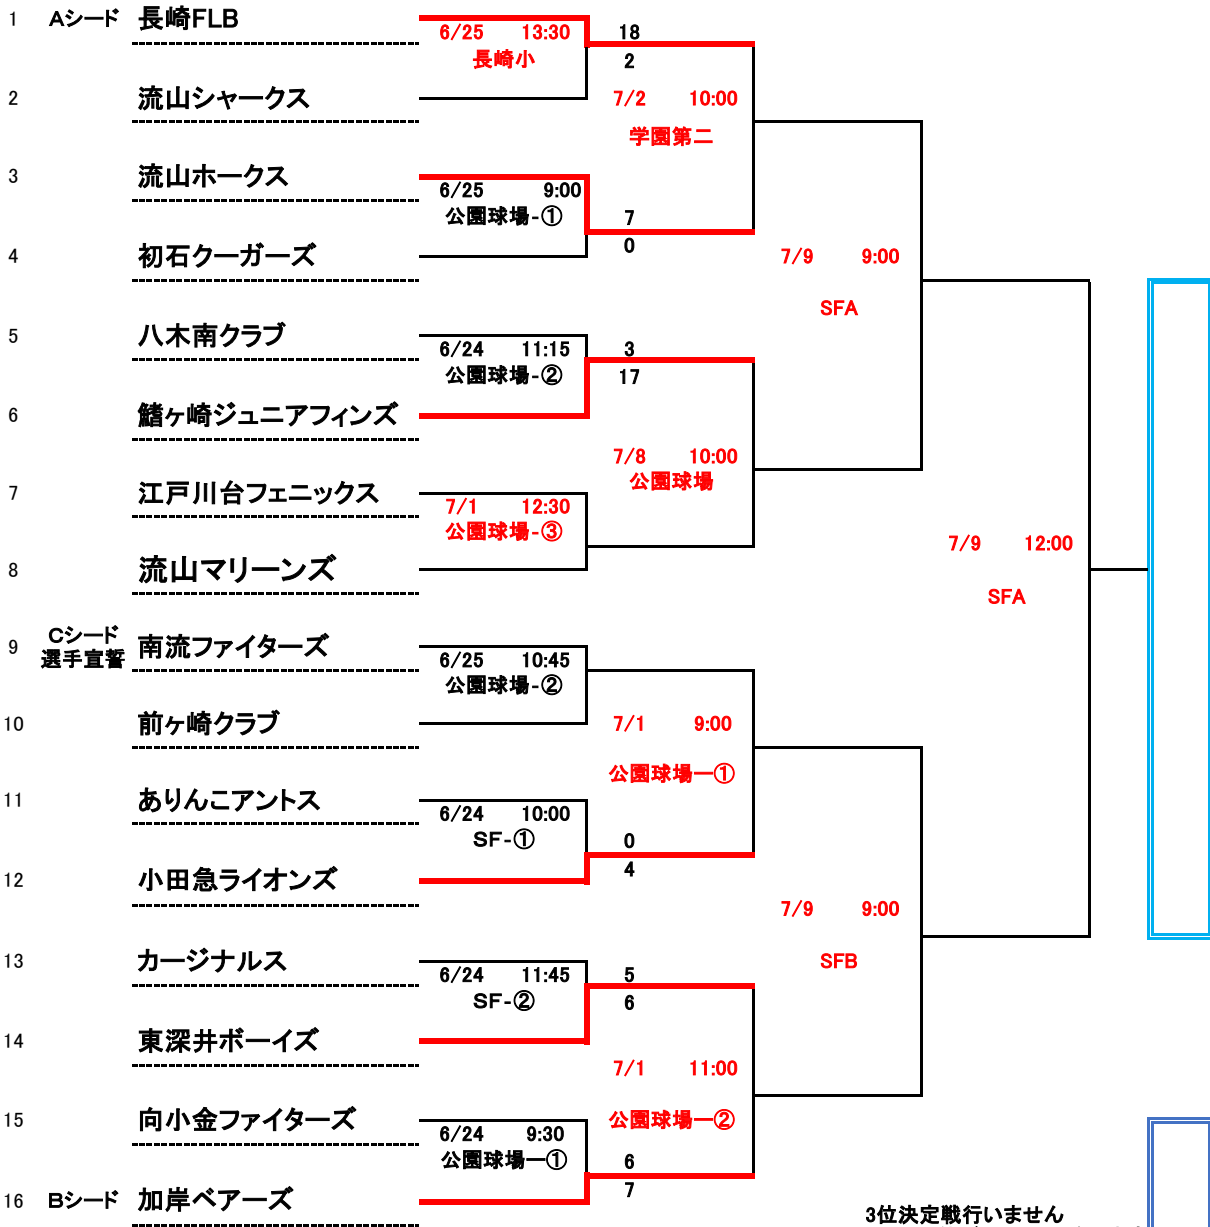 1 Aシード 長崎FLB
6/25 13:30
長崎小
18
2
2 流山シャークス
7/2 10:00
学園第二
3 流山ホークス
6/25 9:00
公園球場-①
7
0
4 初石クーガーズ
7/9 9:00
SFA
5 八木南クラブ
6/24 11:15
公園球場-②
3
17
6 鰭ヶ崎ジュニアフィンズ
7/8 10:00
公園球場
7 江戸川台フェニックス
7/1 12:30
公園球場-③
8 流山マリーンズ
7/9 12:00
SFA
9 Cシード
選手宣誓 南流ファイターズ
6/25 10:45
公園球場-②
10 前ヶ崎クラブ
7/1 9:00
公園球場ー①
11 ありんこアントス
6/24 10:00
SF-①
0
4
12 小田急ライオンズ
7/9 9:00
SFB
13 カージナルス
6/24 11:45
SF-②
5
6
14 東深井ボーイズ
7/1 11:00
公園球場ー②
15 向小金ファイターズ
6/24 9:30
公園球場ー①
6
7
16 Bシード 加岸ベアーズ
3位決定戦行いません